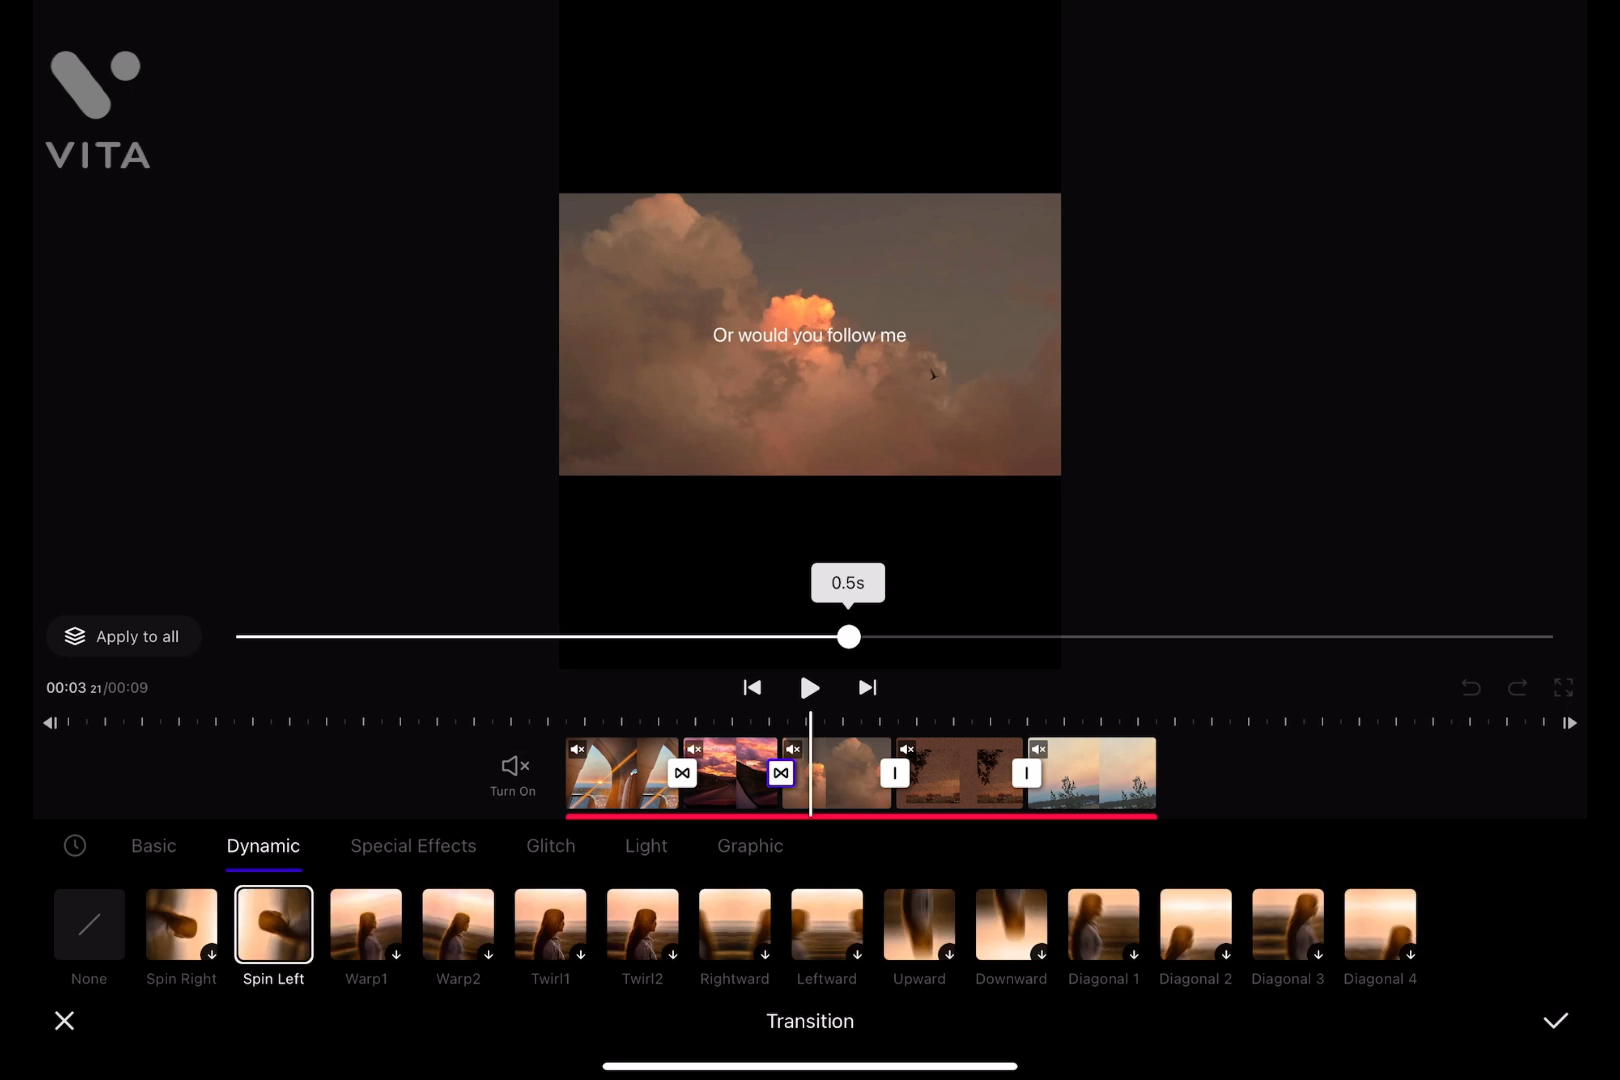 VITA
Or would you follow me
0.5s
Apply to all
00:03 21/00:09
Turn On
Basic
Dynamic
Special Effects
Glitch
Light
Graphic
None
Spin Right
Spin Left
Warp1
Warp2
Twirl1
Twirl2
Rightward
Leftward
Upward
Downward
Diagonal 1
Diagonal 2
Diagonal 3
Diagonal 4
Transition